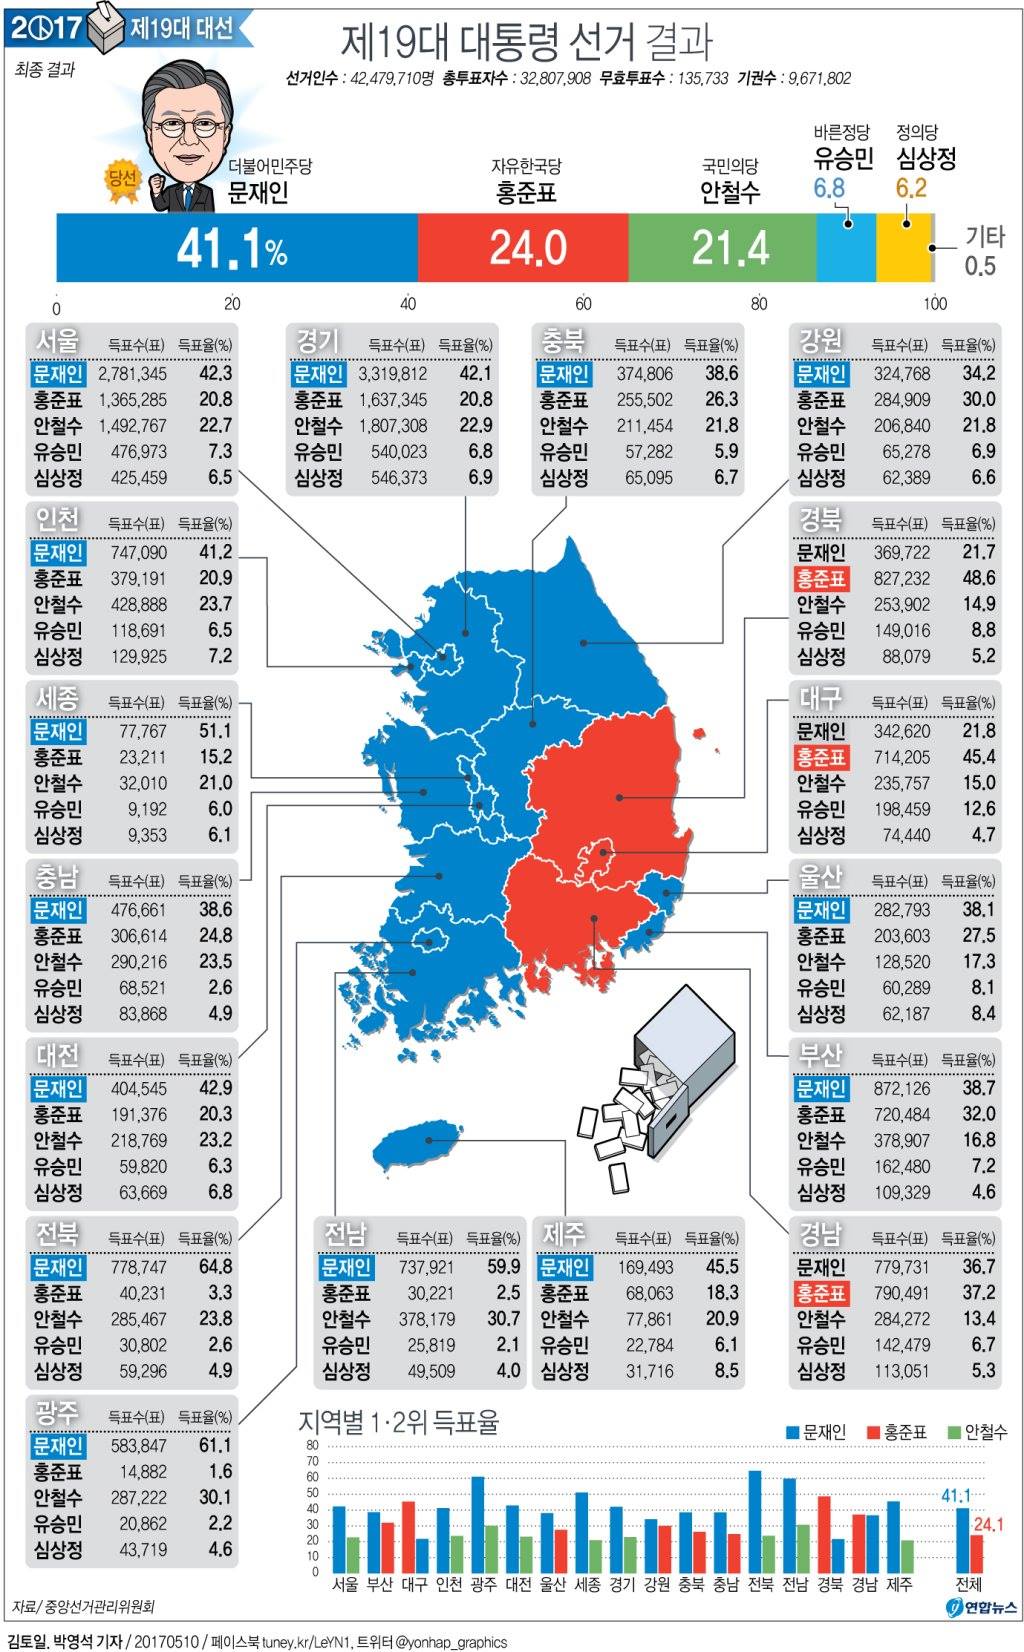 2017 제19대 대선
제19대 대통령 선거 결과
최종 결과
선거인수 : 42,479,710명 총투표자수 : 32,807,908 무효투표수 : 135,733 기권수 : 9,671,802
당선
더불어민주당
문재인
자유한국당
홍준표
국민의당
안철수
바른정당
유승민
6.8
정의당
심상정
6.2
41.1%
24.0
21.4
기타
0.5
0 20 40 60 80 100
서울 득표수(표) 득표율(%)
문재인 2,781,345 42.3
홍준표 1,365,285 20.8
안철수 1,492,767 22.7
유승민 476,973 7.3
심상정 425,459 6.5
경기 득표수(표) 득표율(%)
문재인 3,319,812 42.1
홍준표 1,637,345 20.8
안철수 1,807,308 22.9
유승민 540,023 6.8
심상정 546,373 6.9
충북 득표수(표) 득표율(%)
문재인 374,806 38.6
홍준표 255,502 26.3
안철수 211,454 21.8
유승민 57,282 5.9
심상정 65,095 6.7
강원 득표수(표) 득표율(%)
문재인 324,768 34.2
홍준표 284,909 30.0
안철수 206,840 21.8
유승민 65,278 6.9
심상정 62,389 6.6
인천 득표수(표) 득표율(%)
문재인 747,090 41.2
홍준표 379,191 20.9
안철수 428,888 23.7
유승민 118,691 6.5
심상정 129,925 7.2
경북 득표수(표) 득표율(%)
문재인 369,722 21.7
홍준표 827,232 48.6
안철수 253,902 14.9
유승민 149,016 8.8
심상정 88,079 5.2
세종 득표수(표) 득표율(%)
문재인 77,767 51.1
홍준표 23,211 15.2
안철수 32,010 21.0
유승민 9,192 6.0
심상정 9,353 6.1
대구 득표수(표) 득표율(%)
문재인 342,620 21.8
홍준표 714,205 45.4
안철수 235,757 15.0
유승민 198,459 12.6
심상정 74,440 4.7
충남 득표수(표) 득표율(%)
문재인 476,661 38.6
홍준표 306,614 24.8
안철수 290,216 23.5
유승민 68,521 2.6
심상정 83,868 4.9
울산 득표수(표) 득표율(%)
문재인 282,793 38.1
홍준표 203,603 27.5
안철수 128,520 17.3
유승민 60,289 8.1
심상정 62,187 8.4
대전 득표수(표) 득표율(%)
문재인 404,545 42.9
홍준표 191,376 20.3
안철수 218,769 23.2
유승민 59,820 6.3
심상정 63,669 6.8
부산 득표수(표) 득표율(%)
문재인 872,126 38.7
홍준표 720,484 32.0
안철수 378,907 16.8
유승민 162,480 7.2
심상정 109,329 4.6
전북 득표수(표) 득표율(%)
문재인 778,747 64.8
홍준표 40,231 3.3
안철수 285,467 23.8
유승민 30,802 2.6
심상정 59,296 4.9
전남 득표수(표) 득표율(%)
문재인 737,921 59.9
홍준표 30,221 2.5
안철수 378,179 30.7
유승민 25,819 2.1
심상정 49,509 4.0
제주 득표수(표) 득표율(%)
문재인 169,493 45.5
홍준표 68,063 18.3
안철수 77,861 20.9
유승민 22,784 6.1
심상정 31,716 8.5
경남 득표수(표) 득표율(%)
문재인 779,731 36.7
홍준표 790,491 37.2
안철수 284,272 13.4
유승민 142,479 6.7
심상정 113,051 5.3
광주 득표수(표) 득표율(%)
문재인 583,847 61.1
홍준표 14,882 1.6
안철수 287,222 30.1
유승민 20,862 2.2
심상정 43,719 4.6
지역별 1·2위 득표율
문재인 홍준표 안철수
80
70
60
50
40
30
20
10
0
41.1
24.1
서울 부산 대구 인천 광주 대전 울산 세종 경기 강원 충북 충남 전북 전남 경북 경남 제주 전체
자료/ 중앙선거관리위원회
연합뉴스
김토일, 박영석 기자 / 20170510 / 페이스북 tuney.kr/LeYN1, 트위터 @yonhap_graphics